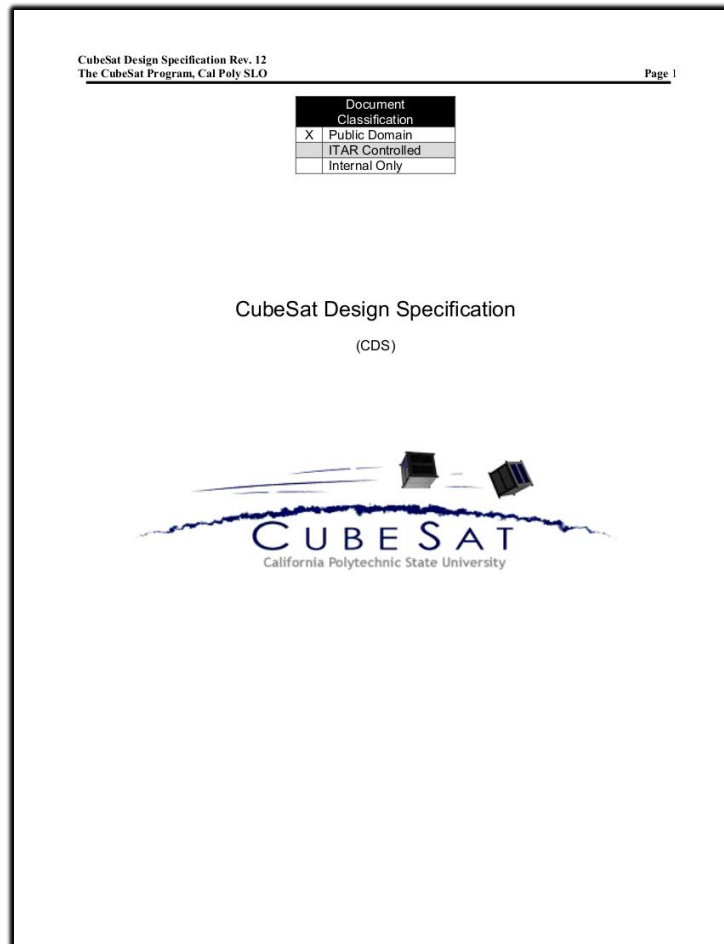 CubeSat Design Specification Rev. 12
The CubeSat Program, Cal Poly SLO Page 1
Document
Classification
X Public Domain
ITAR Controlled
Internal Only
CubeSat Design Specification
(CDS)
CUBESAT
California Polytechnic State University